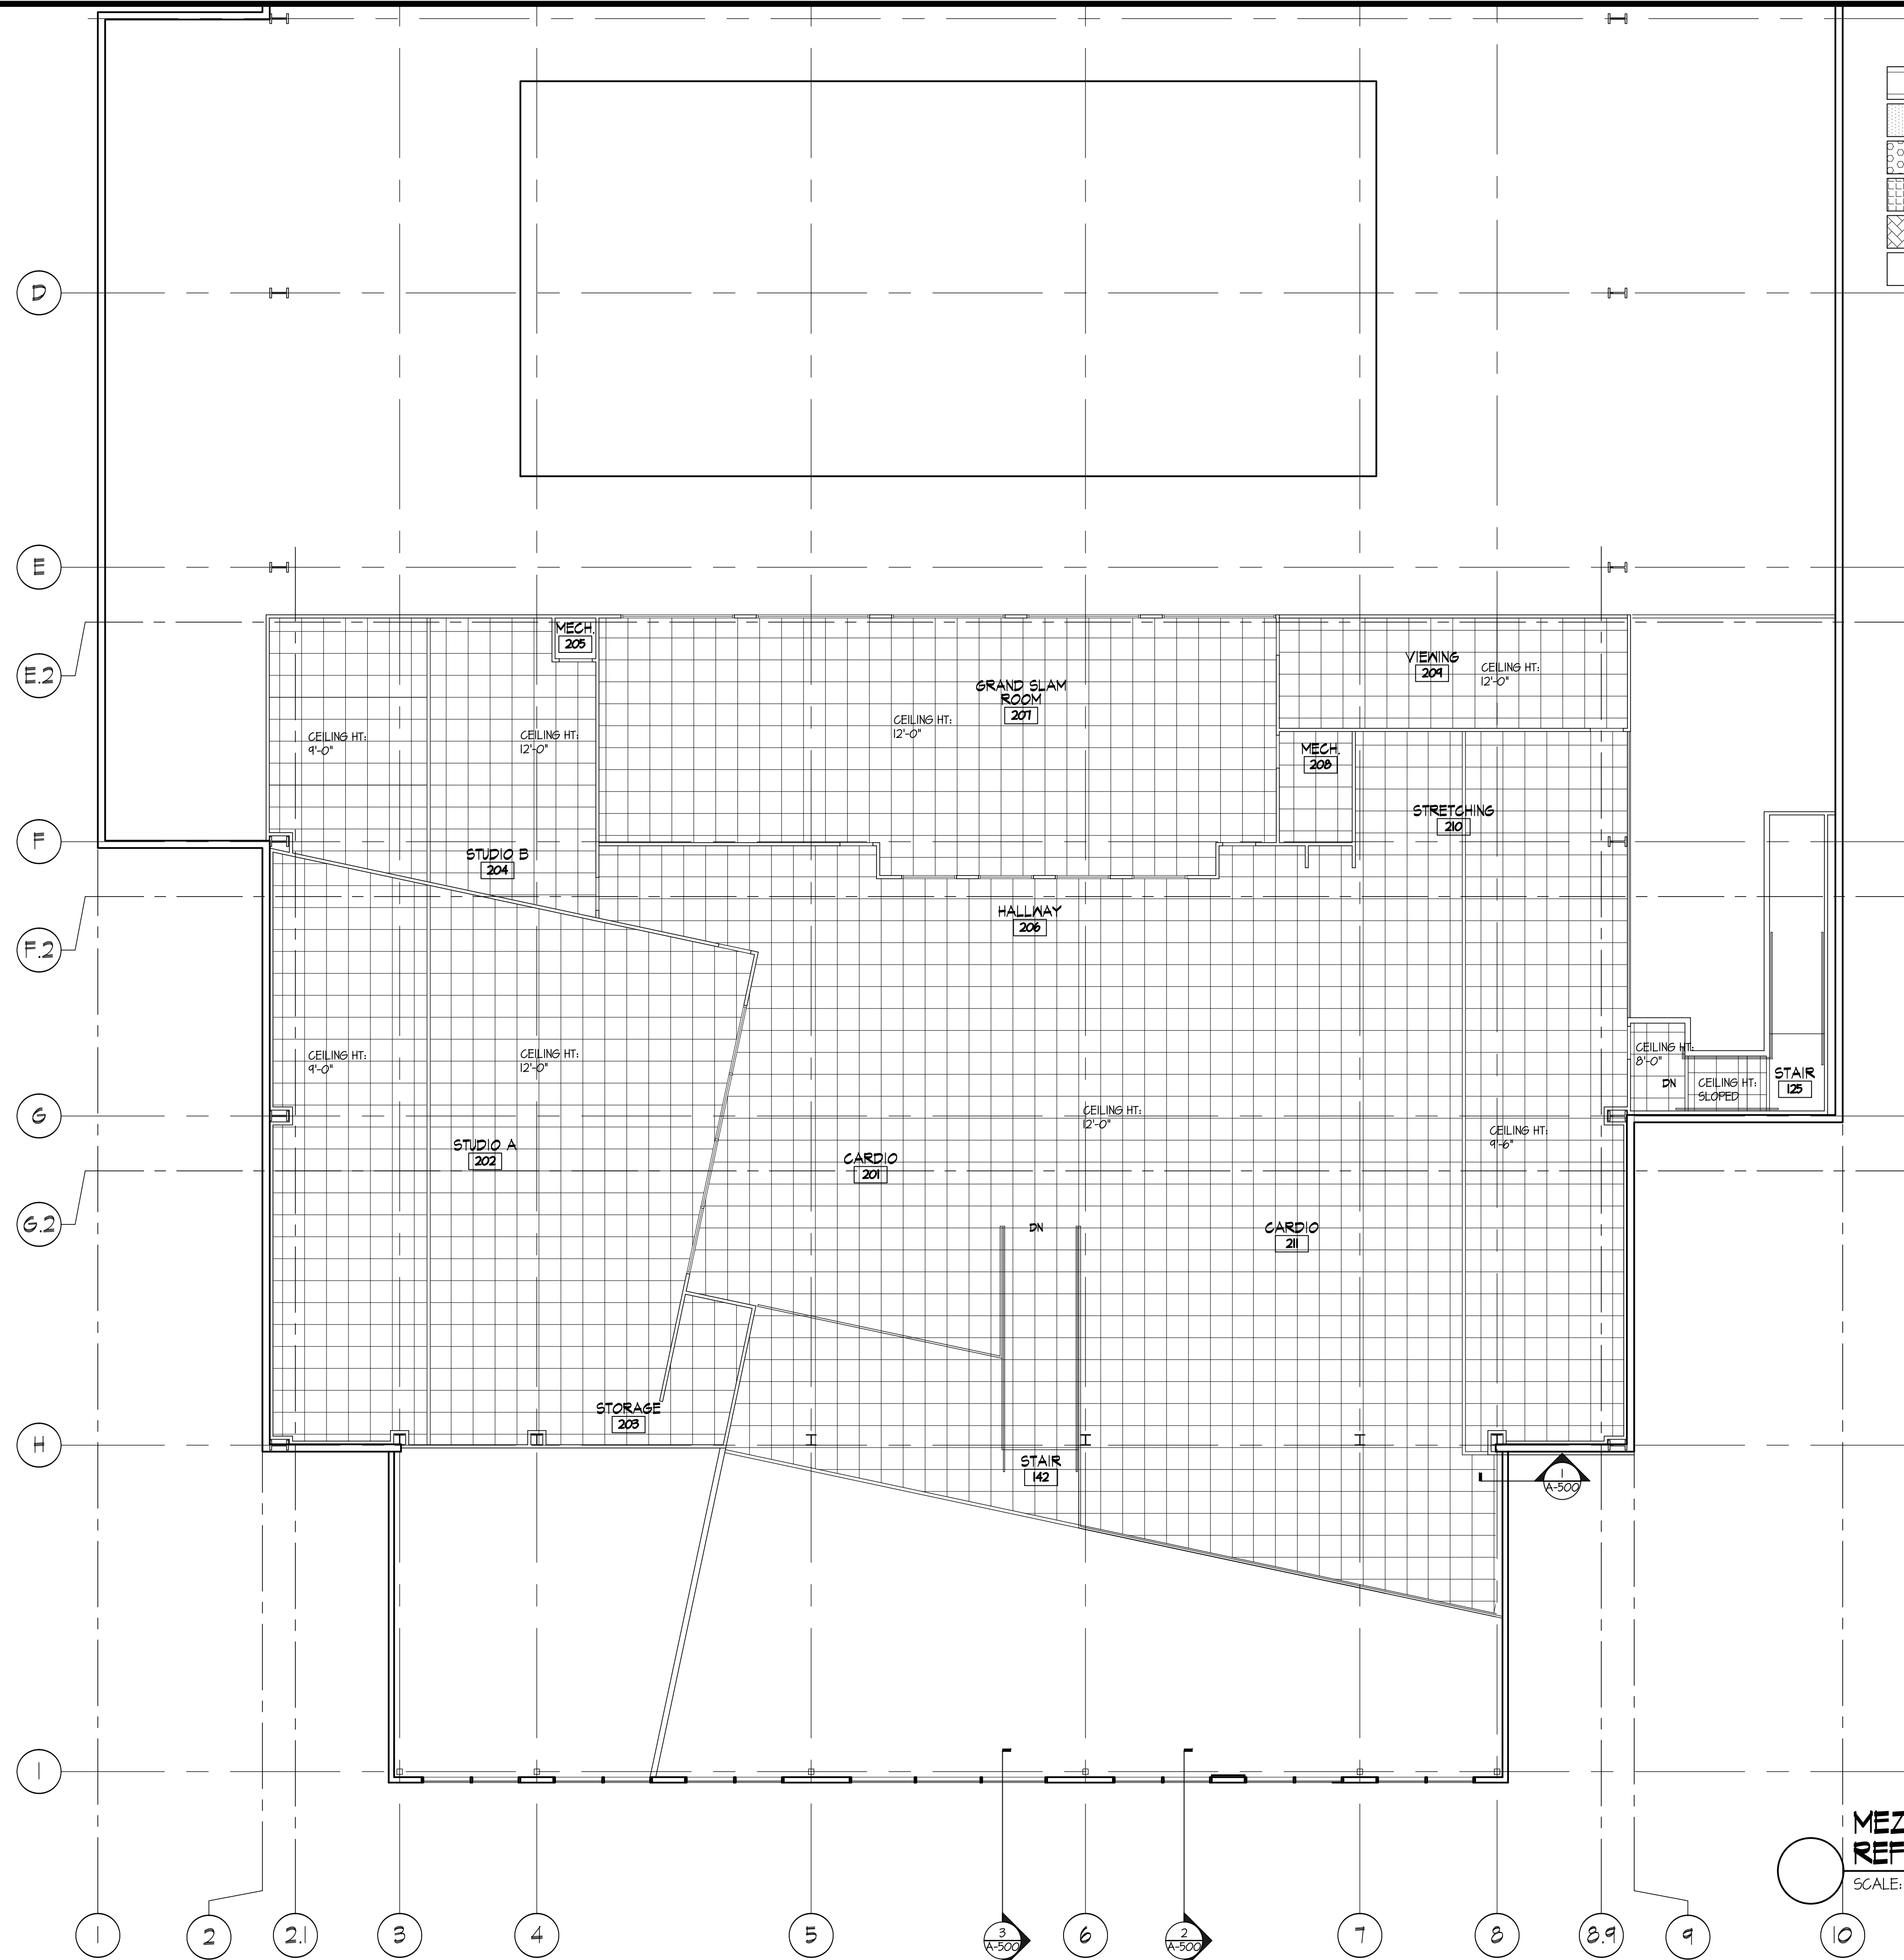 D
E
E.2
F
F.2
G
G.2
H
I
MECH.
205
VIEWING
209
CEILING HT:
12'-0"
GRAND SLAM
ROOM
207
CEILING HT:
12'-0"
CEILING HT:
9'-0"
CEILING HT:
12'-0"
MECH.
208
STRETCHING
210
STUDIO B
204
HALLWAY
206
CEILING HT:
9'-0"
CEILING HT:
12'-0"
CEILING HT:
8'-0"
DN
CEILING HT:
SLOPED
STAIR
125
CEILING HT:
12'-0"
CEILING HT:
9'-6"
STUDIO A
202
CARDIO
201
DN
CARDIO
211
STORAGE
203
STAIR
142
1
A-500
MEZ
REF
SCALE:
1
2
2.1
3
4
5
3
A-500
6
2
A-500
7
8
8.9
9
10